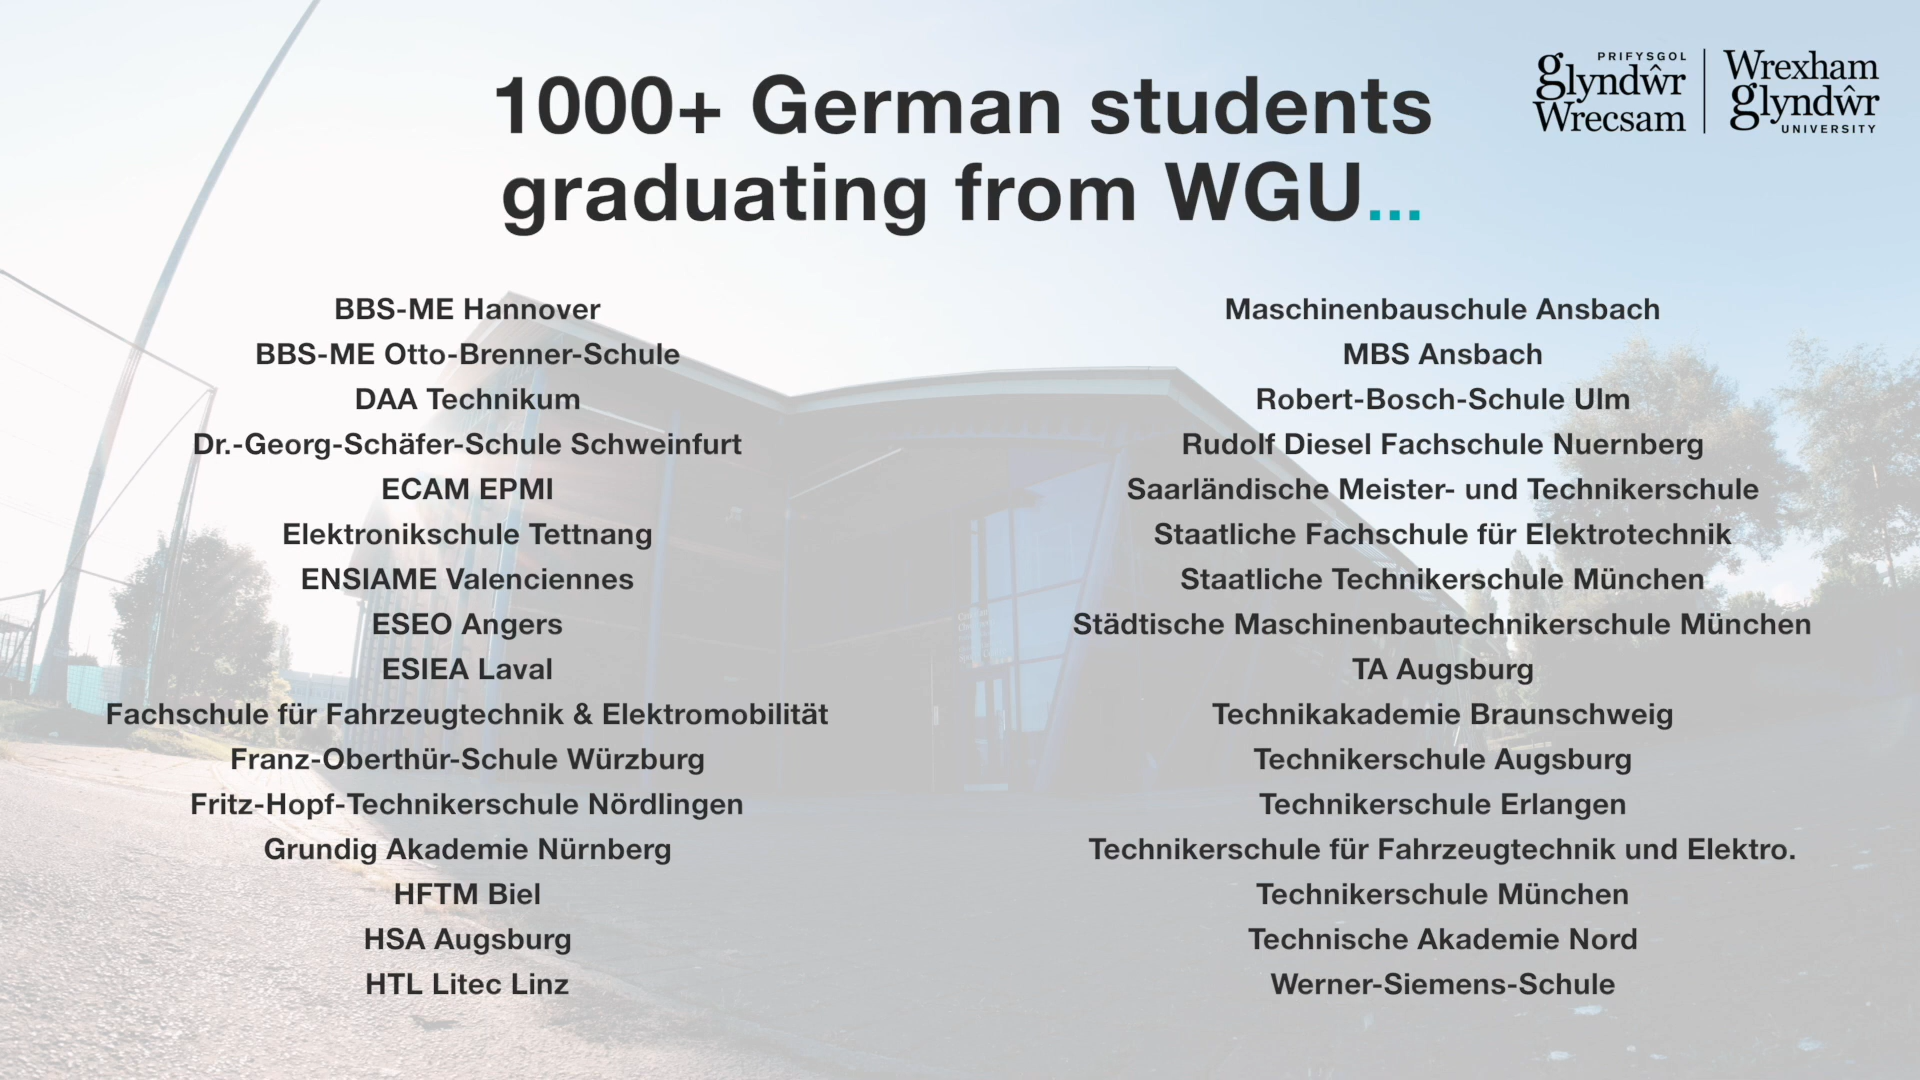 1000+ German students
graduating from WGU...
PRIFYSGOL
glyndŵr
Wrecsam
Wrexham
glyndŵr
UNIVERSITY
BBS-ME Hannover
BBS-ME Otto-Brenner-Schule
DAA Technikum
Dr.-Georg-Schäfer-Schule Schweinfurt
ECAM EPMI
Elektronikschule Tettnang
ENSIAME Valenciennes
ESEO Angers
ESIEA Laval
Fachschule für Fahrzeugtechnik & Elektromobilität
Franz-Oberthür-Schule Würzburg
Fritz-Hopf-Technikerschule Nördlingen
Grundig Akademie Nürnberg
HFTM Biel
HSA Augsburg
HTL Litec Linz
Maschinenbauschule Ansbach
MBS Ansbach
Robert-Bosch-Schule Ulm
Rudolf Diesel Fachschule Nuernberg
Saarländische Meister- und Technikerschule
Staatliche Fachschule für Elektrotechnik
Staatliche Technikerschule München
Städtische Maschinenbautechnikerschule München
TA Augsburg
Technikakademie Braunschweig
Technikerschule Augsburg
Technikerschule Erlangen
Technikerschule für Fahrzeugtechnik und Elektro.
Technikerschule München
Technische Akademie Nord
Werner-Siemens-Schule